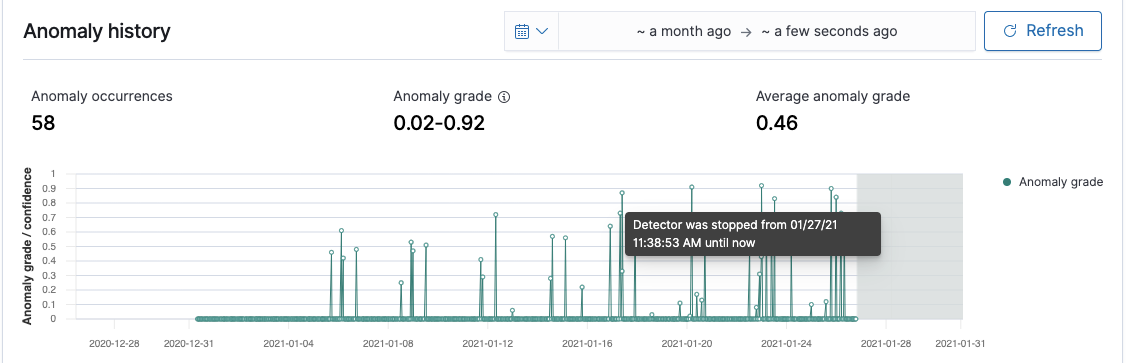 Anomaly history
~ a month ago → ~ a few seconds ago
Refresh
Anomaly occurrences
58
Anomaly grade
0.02-0.92
Average anomaly grade
0.46
Anomaly grade / confidence
1
0.9
0.8
0.7
0.6
0.5
0.4
0.3
0.2
0.1
0
Detector was stopped from 01/27/21
11:38:53 AM until now
Anomaly grade
2020-12-28 2020-12-31 2021-01-04 2021-01-08 2021-01-12 2021-01-16 2021-01-20 2021-01-24 2021-01-28 2021-01-31